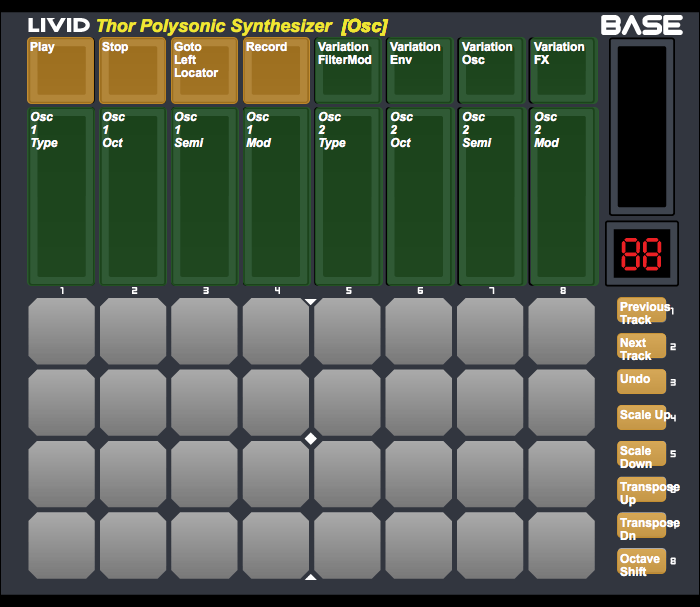 LIVID Thor Polysonic Synthesizer [Osc]
BASE
Play
Stop
Goto
Left
Locator
Record
Variation
FilterMod
Variation
Env
Variation
Osc
Variation
FX
Osc
1
Type
Osc
1
Oct
Osc
1
Semi
Osc
1
Mod
Osc
2
Type
Osc
2
Oct
Osc
2
Semi
Osc
2
Mod
88
1 2 3 4 5 6 7 8
Previous 1
Track
Next 2
Track
Undo 3
Scale Up 4
Scale 5
Down
Transpose 6
Up
Transpose 7
Dn
Octave 8
Shift